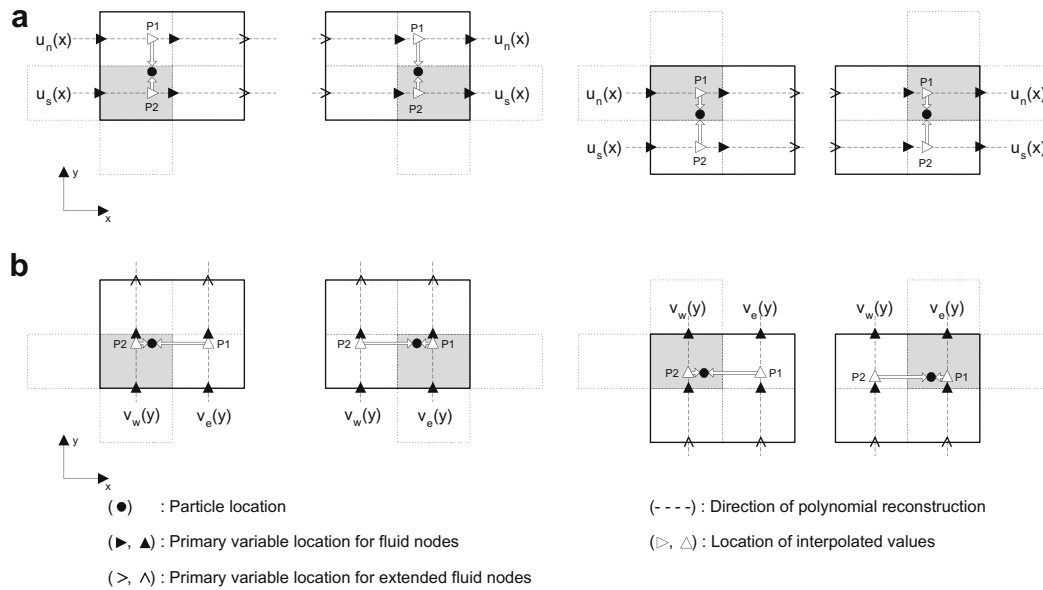 a
P1
P1
u_n(x)
u_n(x)
u_s(x)
P2
P2
u_s(x)
P1
P1
u_n(x)
u_n(x)
u_s(x)
P2
P2
u_s(x)
y
x
b
v_w(y)
v_e(y)
v_w(y)
v_e(y)
P2
P1
P2
P1
P2
P1
P2
P1
v_w(y)
v_e(y)
v_w(y)
v_e(y)
y
x
(●) : Particle location
(▶, ▲) : Primary variable location for fluid nodes
(>, ∧) : Primary variable location for extended fluid nodes
(- - - -) : Direction of polynomial reconstruction
(▷, △) : Location of interpolated values